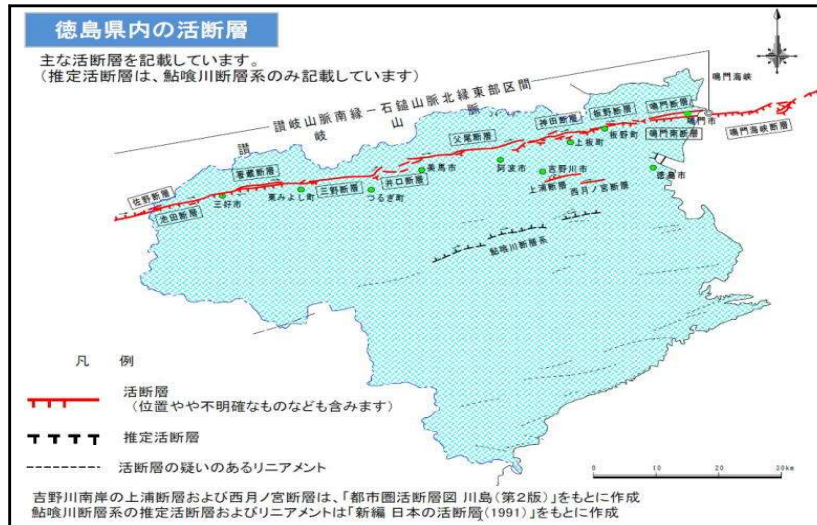 徳島県内の活断層
主な活断層を記載しています。
(推定活断層は、鮎喰川断層系のみ記載しています)
鳴門海峡
讃岐山脈南縁－石鎚山脈北縁東部区間
讃岐山脈
神田断層
板野断層
鳴門断層
父尾断層
鳴門市
上板町
板野町
鳴門南断層
鳴門海峡断層
箸蔵断層
井口断層
美馬市
阿波市
吉野川市
徳島市
佐野断層
三野断層
上浦断層
西月ノ宮断層
池田断層
三好市
東みよし町
つるぎ町
鮎喰川断層系
凡 例
活断層
(位置やや不明確なものなども含みます)
推定活断層
活断層の疑いのあるリニアメント
0 10 20 30km
吉野川南岸の上浦断層および西月ノ宮断層は、「都市圏活断層図 川島(第2版)」をもとに作成
鮎喰川断層系の推定活断層およびリニアメントは「新編 日本の活断層(1991)」をもとに作成